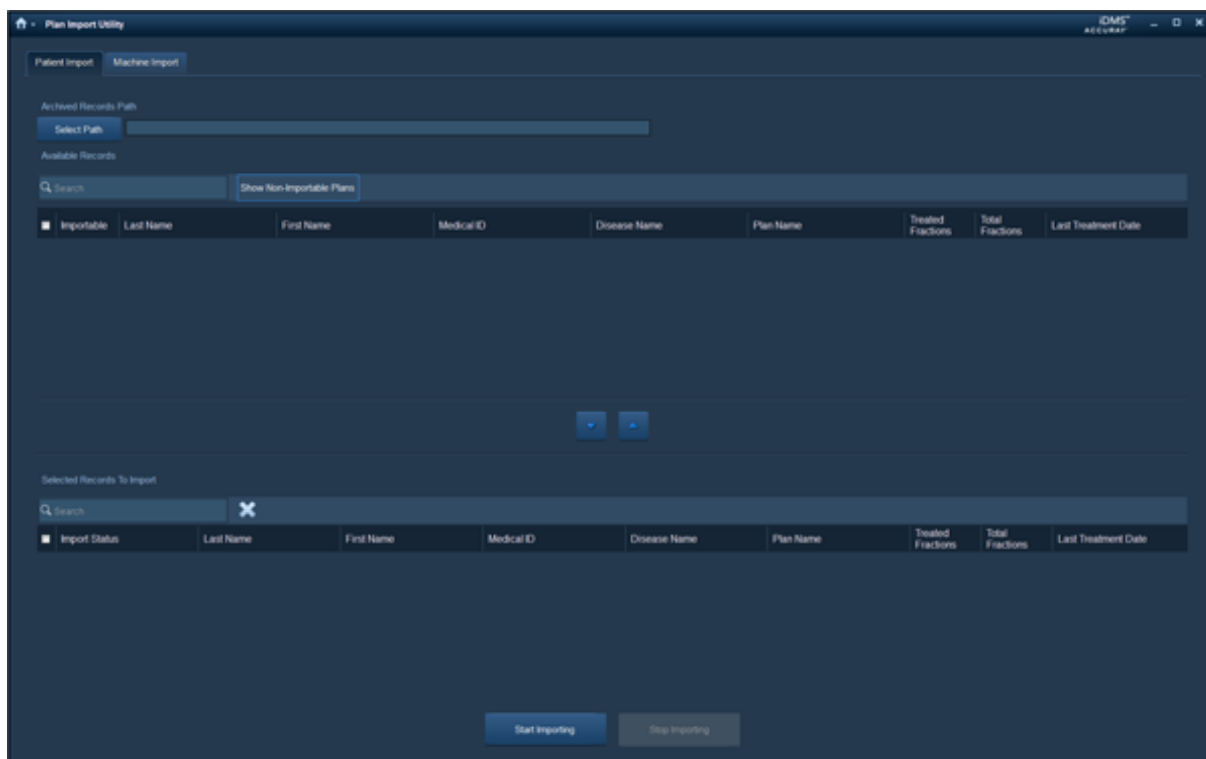 Plan Import Utility
iDMS™
ACCURAY
Patient Import Machine Import
Archived Records Path
Select Path
Available Records
Search Show Non-Importable Plans
Importable Last Name First Name Medical ID Disease Name Plan Name Treated Fractions Total Fractions Last Treatment Date
Selected Records To Import
Search
Import Status Last Name First Name Medical ID Disease Name Plan Name Treated Fractions Total Fractions Last Treatment Date
Start Importing Stop Importing